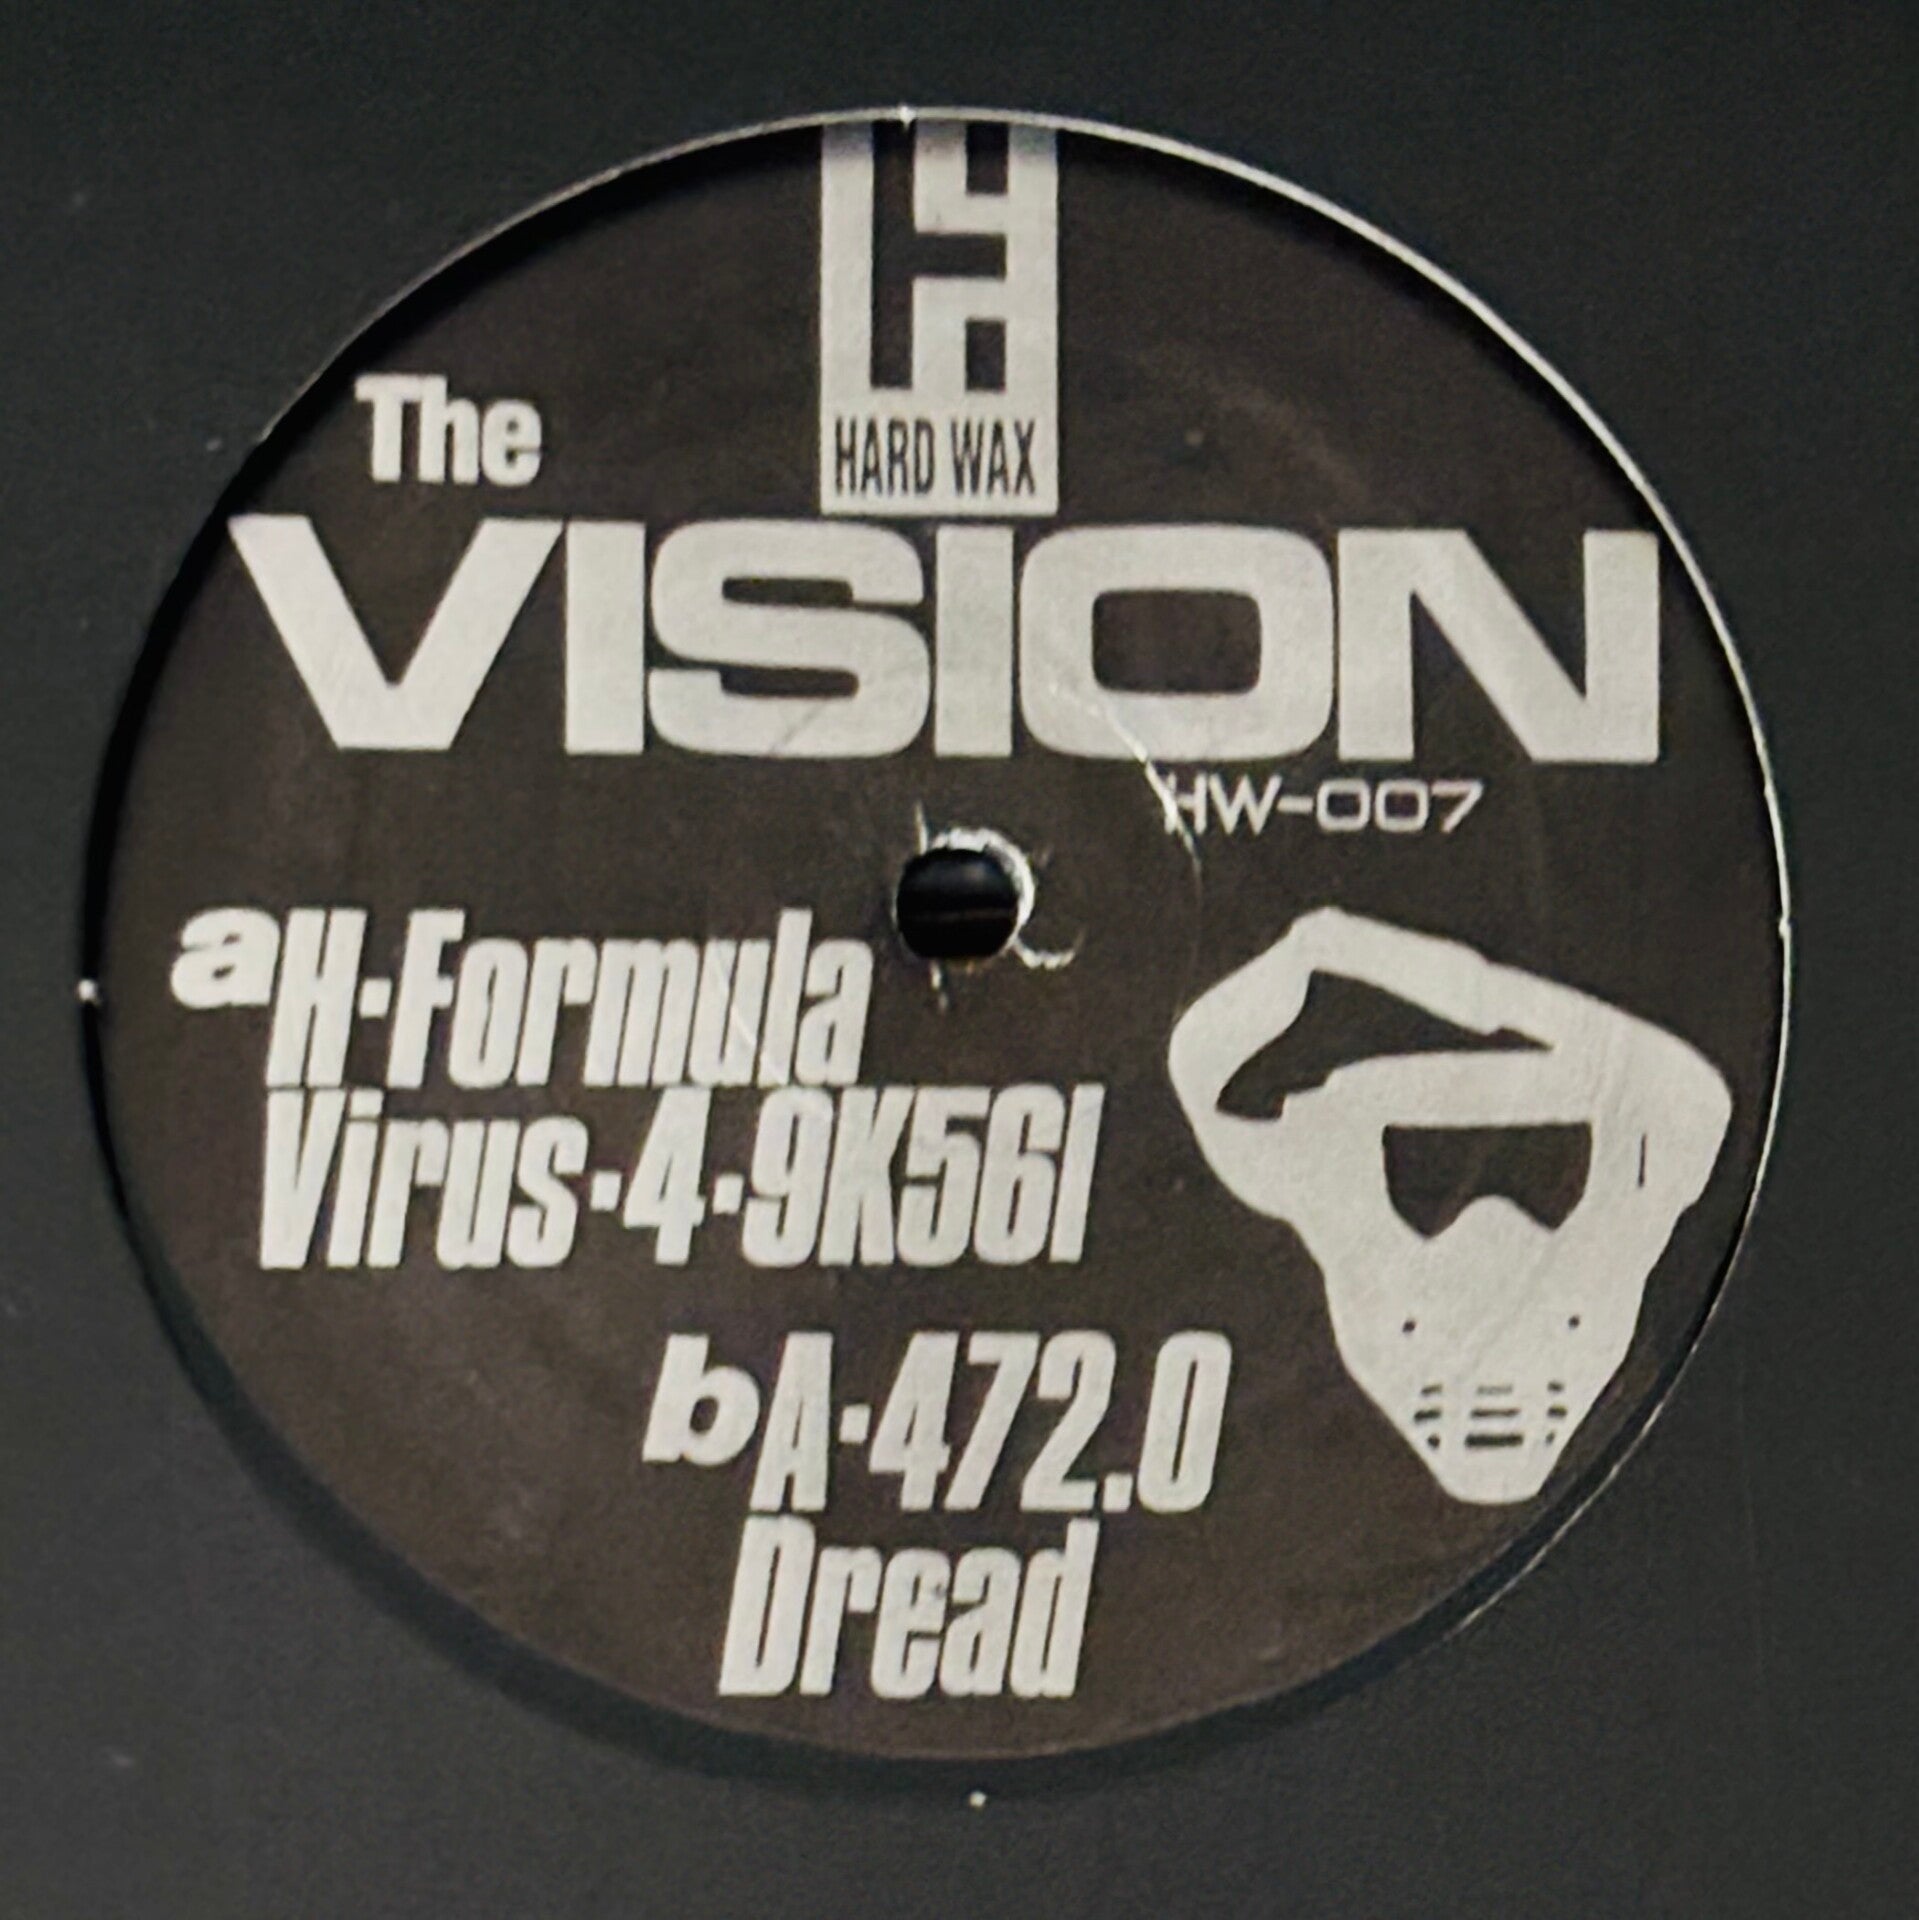 HARD WAX
The
VISION
HW-007
a H·Formula
Virus·4·9K56I
b A·472.0
Dread